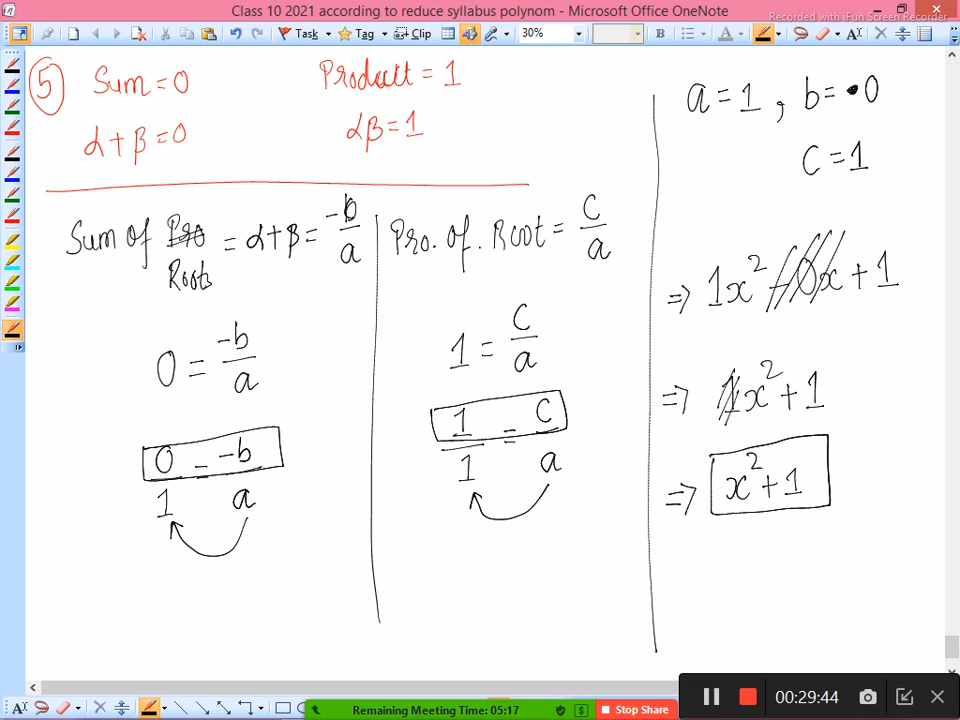 Class 10 2021 according to reduce syllabus polynom - Microsoft Office OneNote
Recorded with iFun Screen Recorder
Task
Tag
Clip
30%
B
5
Sum = 0
Product = 1
α + β = 0
αβ = 1
a = 1 , b = 0
c = 1
Sum of Pro Roots = α + β = -b/a
Pro. of. Root = c/a
⇒ 1x² - 0x + 1
0 = -b/a
1 = c/a
⇒ 1x² + 1
0/1 = -b/a
1/1 = c/a
⇒ x² + 1
Remaining Meeting Time: 05:17
Stop Share
00:29:44